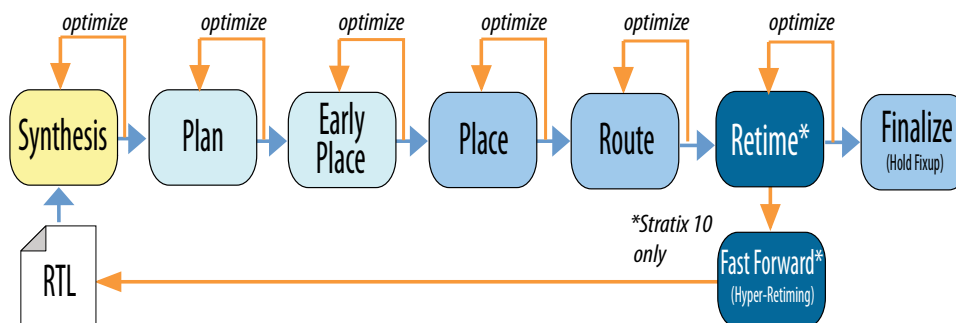 optimize
optimize
optimize
optimize
optimize
optimize
Synthesis
Plan
Early
Place
Place
Route
Retime*
Finalize
(Hold Fixup)
*Stratix 10
only
RTL
Fast Forward*
(Hyper-Retiming)